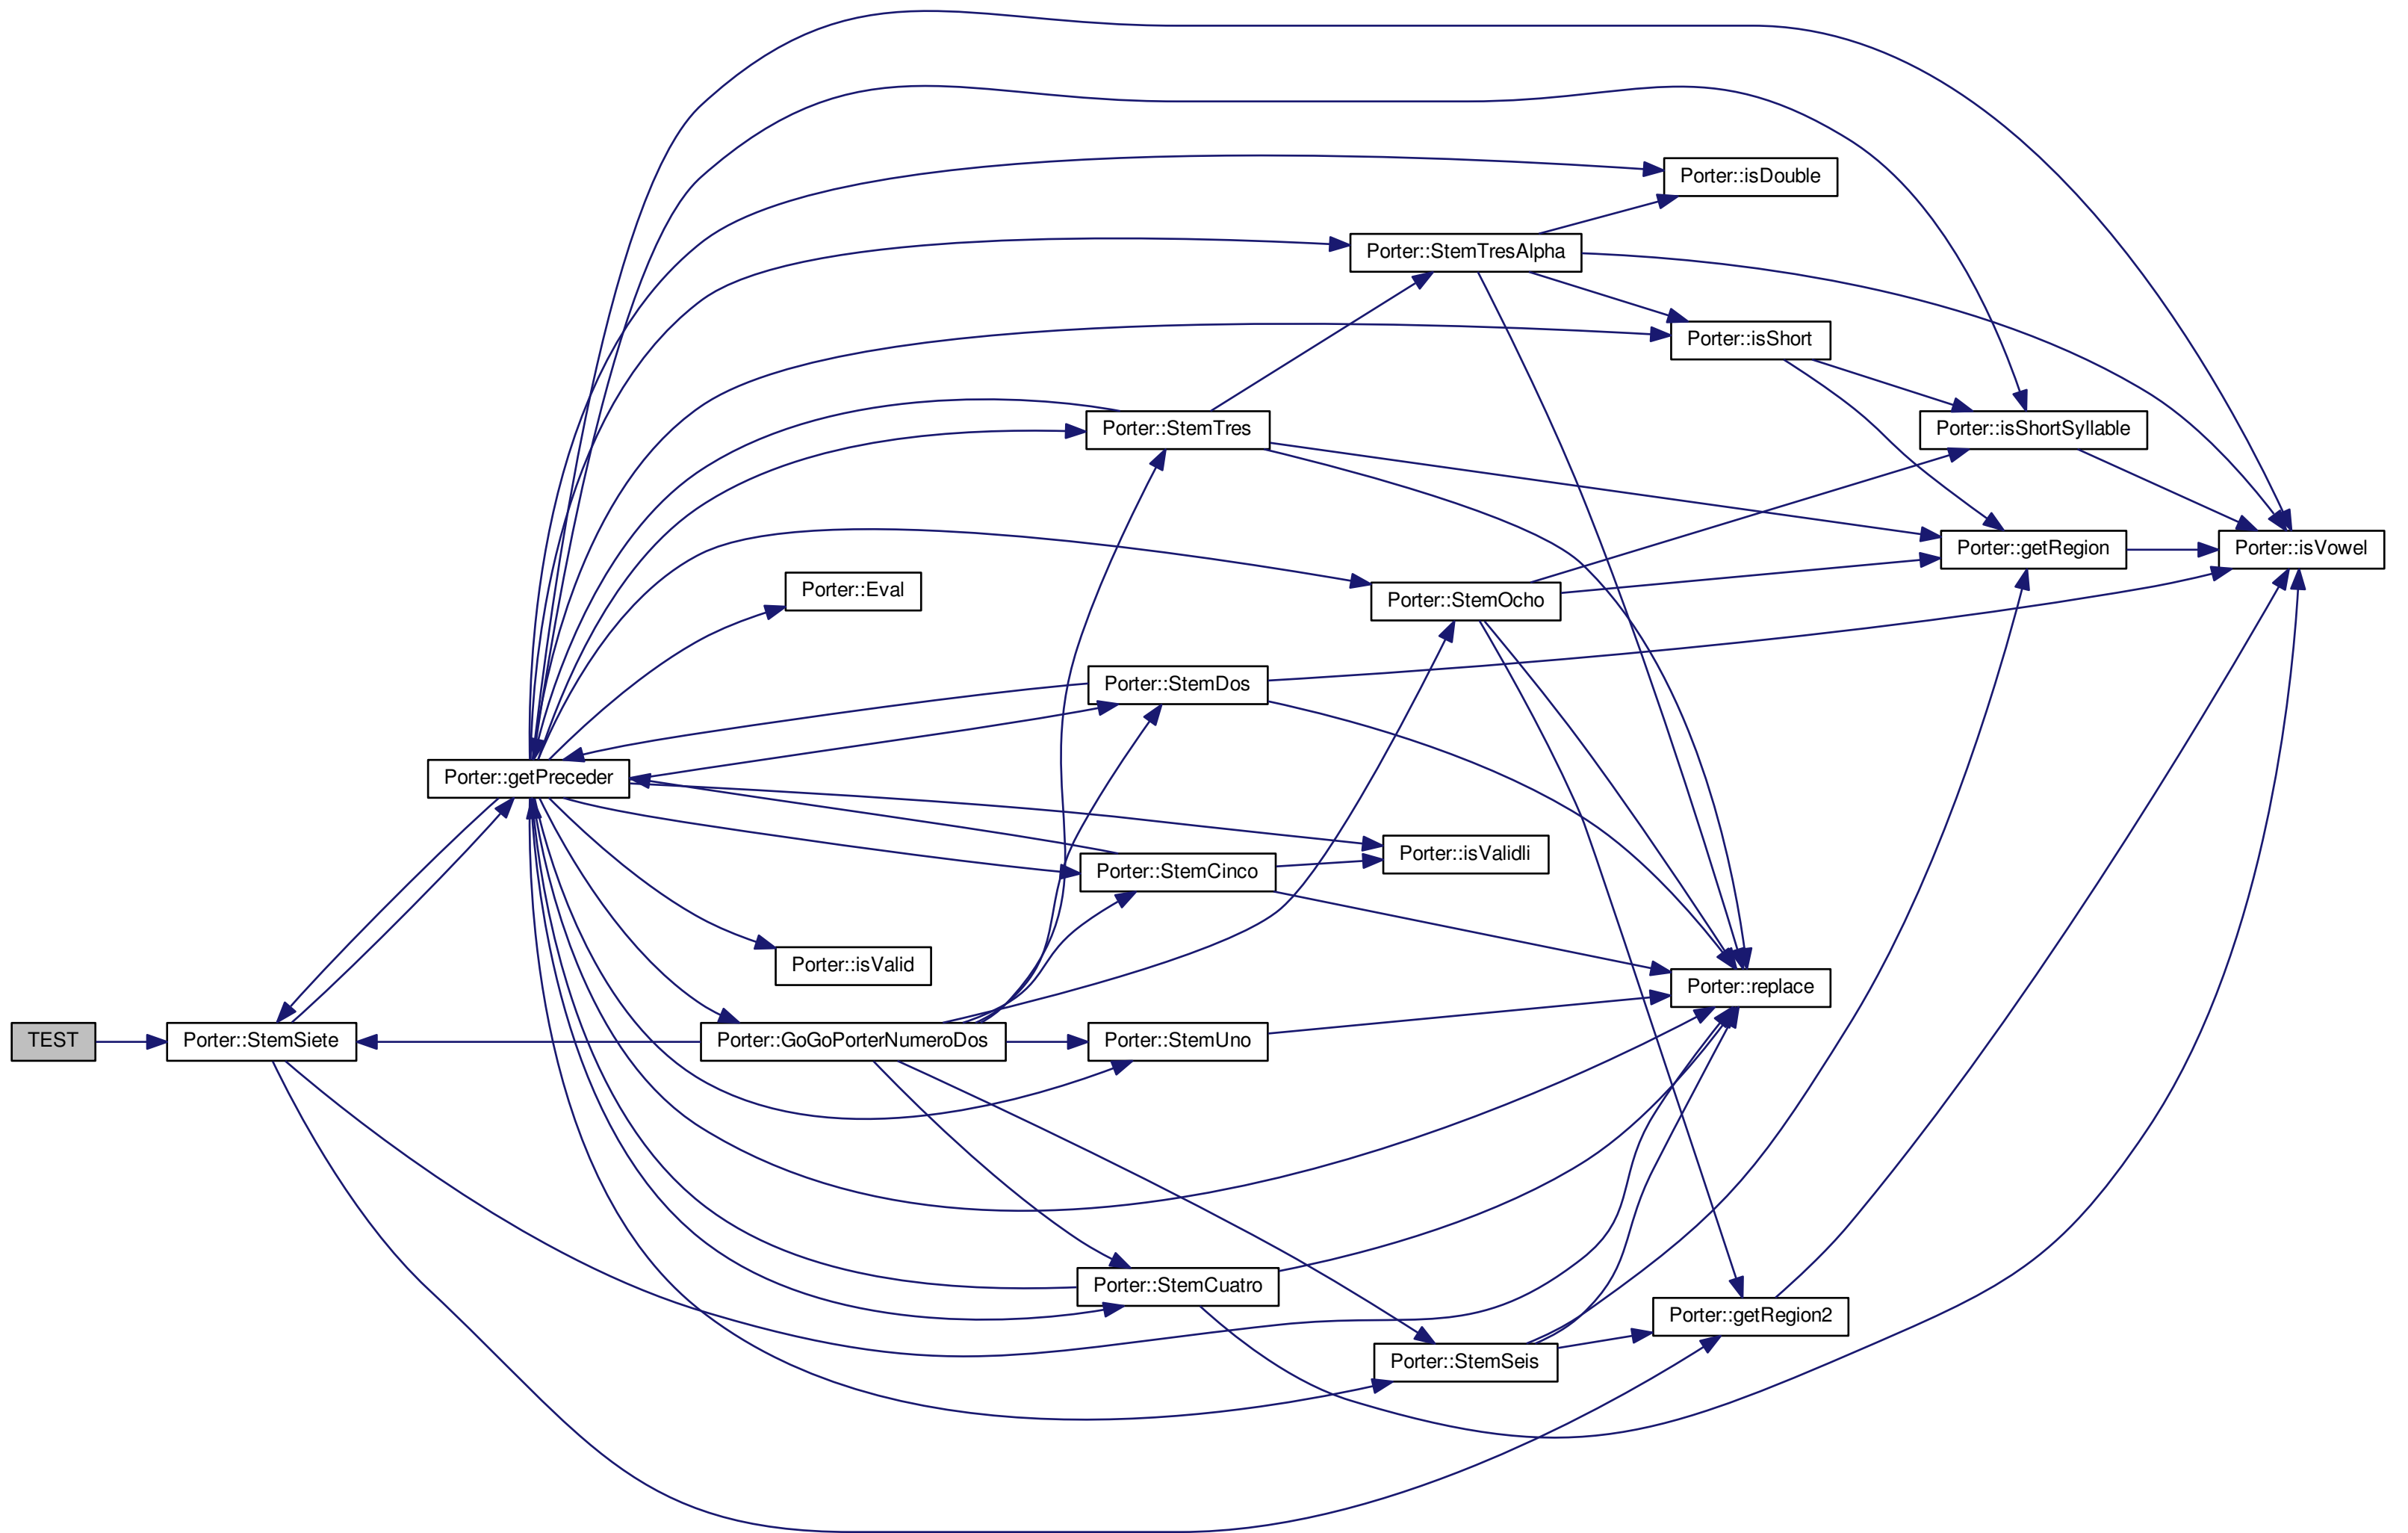 Porter::isDouble
Porter::StemTresAlpha
Porter::isShort
Porter::StemTres
Porter::isShortSyllable
Porter::getRegion
Porter::isVowel
Porter::Eval
Porter::StemOcho
Porter::StemDos
Porter::getPreceder
Porter::isValidli
Porter::StemCinco
Porter::isValid
Porter::replace
TEST
Porter::StemSiete
Porter::GoGoPorterNumeroDos
Porter::StemUno
Porter::StemCuatro
Porter::getRegion2
Porter::StemSeis